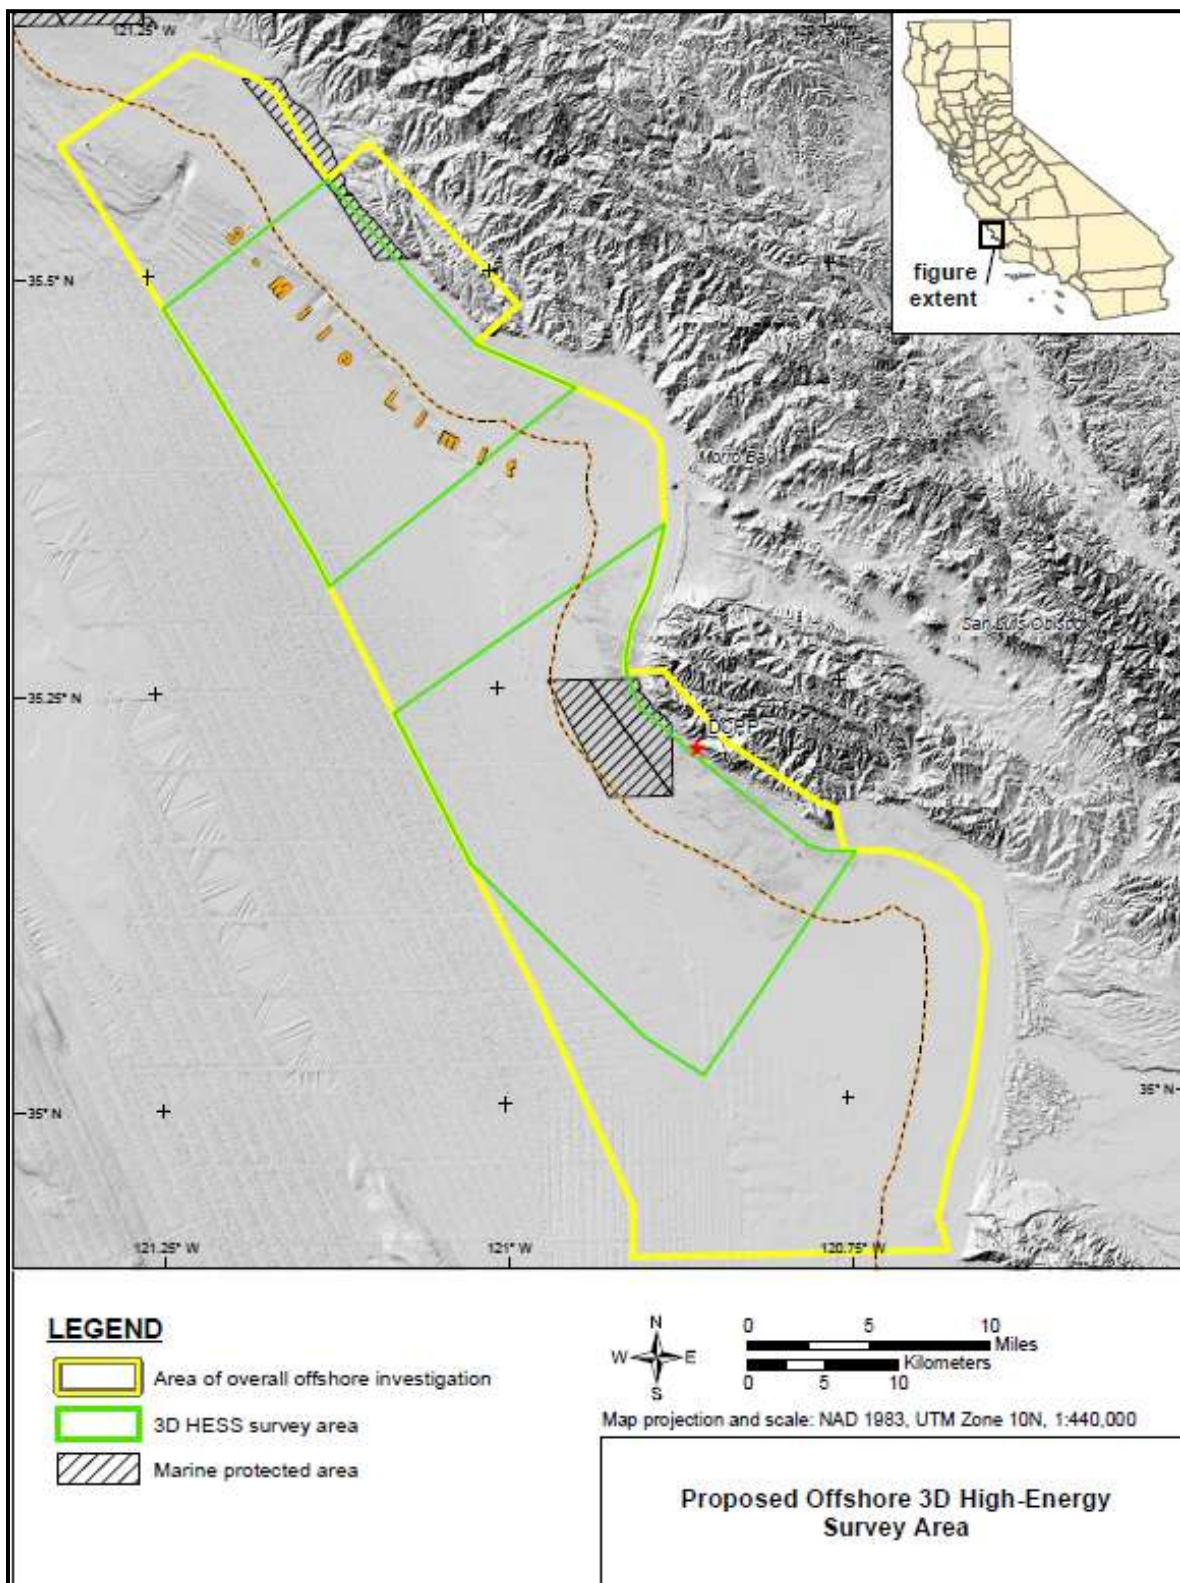 121.25° W
figure
extent
35.5° N
3-Mile Limit
Morro Bay
San Luis Obispo
35.25° N
DCPP
35° N
35° N
121.25° W
121° W
120.75° W
LEGEND
Area of overall offshore investigation
3D HESS survey area
Marine protected area
N
W
E
S
0 5 10
Miles
Kilometers
0 5 10
Map projection and scale: NAD 1983, UTM Zone 10N, 1:440,000
Proposed Offshore 3D High-Energy
Survey Area